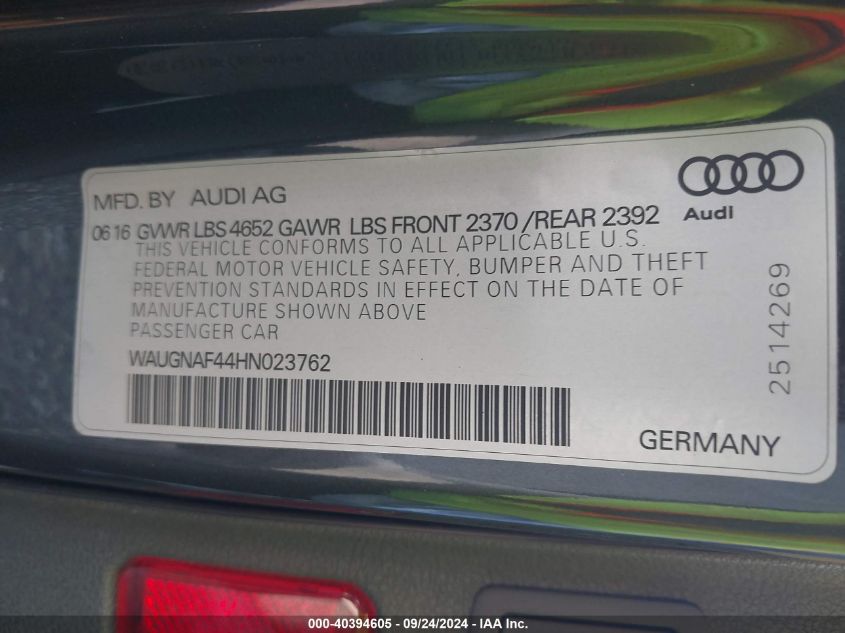 MFD. BY AUDI AG
Audi
0616 GVWR LBS 4652 GAWR LBS FRONT 2370 /REAR 2392
THIS VEHICLE CONFORMS TO ALL APPLICABLE U.S.
FEDERAL MOTOR VEHICLE SAFETY, BUMPER AND THEFT
PREVENTION STANDARDS IN EFFECT ON THE DATE OF
MANUFACTURE SHOWN ABOVE
PASSENGER CAR
WAUGNAF44HN023762
2514269
GERMANY
000-40394605 - 09/24/2024 - IAA Inc.